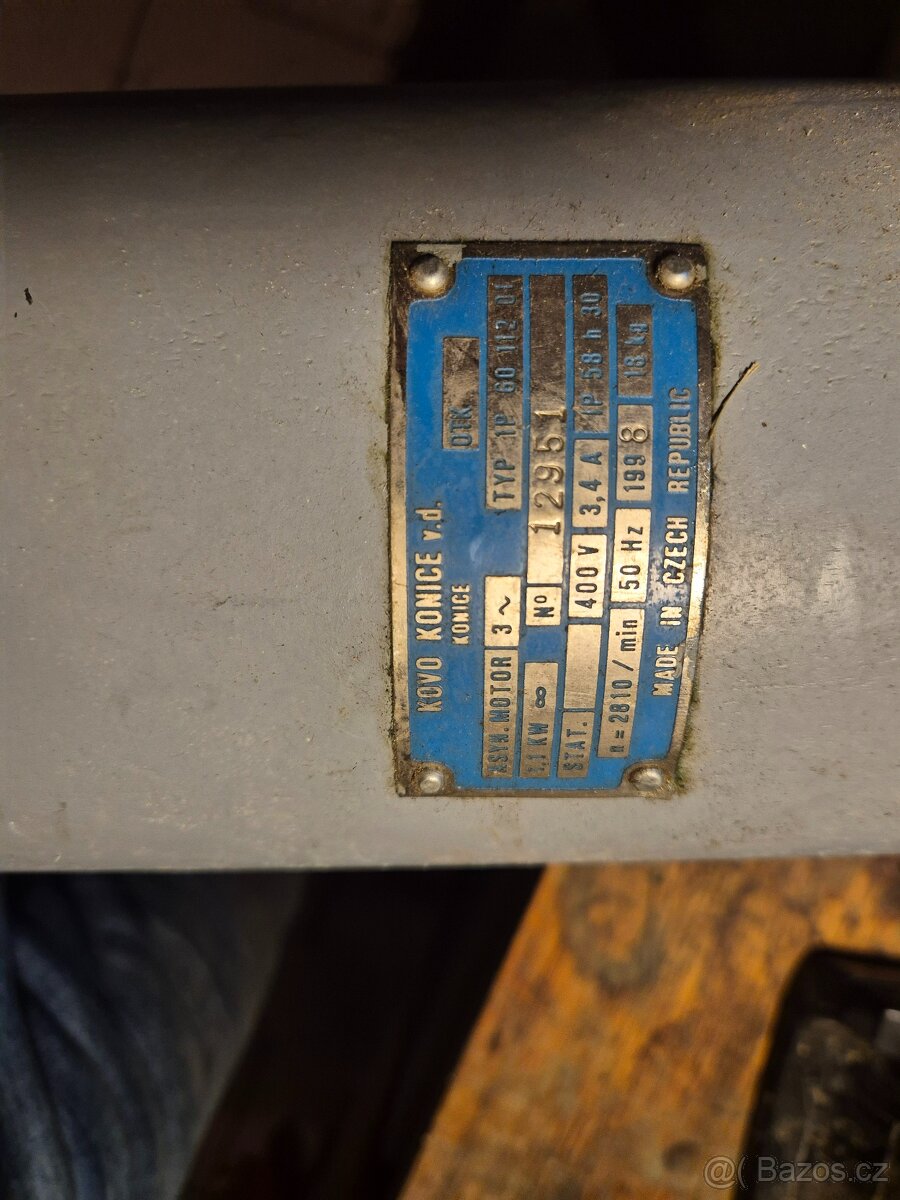 KOVO KONICE v.d.
KONICE OTK
ASYN. MOTOR 3 ~ TYP 1P 60 112 01
1,1 KW ∞ Nº 12951
STAT. 400 V 3,4 A IP 58 h 30
n = 2810 / min 50 Hz 1998 18 kg
MADE IN CZECH REPUBLIC
@( Bazos.cz